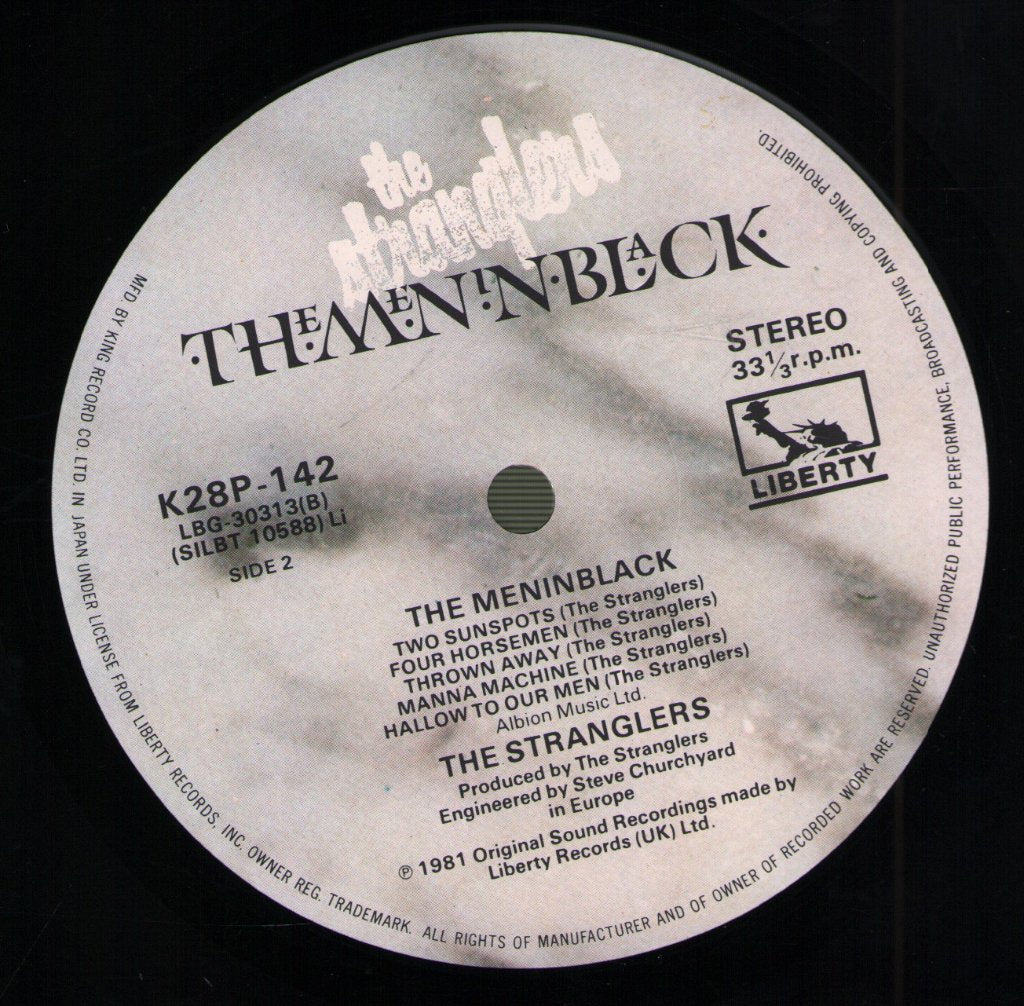 the
stranglers
THEMENINBLACK
STEREO
33⅓r.p.m.
LIBERTY
K28P-142
LBG-30313(B)
(SILBT 10588) Li
SIDE 2
THE MENINBLACK
TWO SUNSPOTS (The Stranglers)
FOUR HORSEMEN (The Stranglers)
THROWN AWAY (The Stranglers)
MANNA MACHINE (The Stranglers)
HALLOW TO OUR MEN (The Stranglers)
Albion Music Ltd.
THE STRANGLERS
Produced by The Stranglers
Engineered by Steve Churchyard
in Europe
℗ 1981 Original Sound Recordings made by
Liberty Records (UK) Ltd.
MFD. BY KING RECORD CO. LTD. IN JAPAN UNDER LICENSE FROM LIBERTY RECORDS, INC. OWNER REG. TRADEMARK. ALL RIGHTS OF MANUFACTURER AND OF OWNER OF RECORDED WORK ARE RESERVED. UNAUTHORIZED PUBLIC PERFORMANCE, BROADCASTING AND COPYING PROHIBITED.